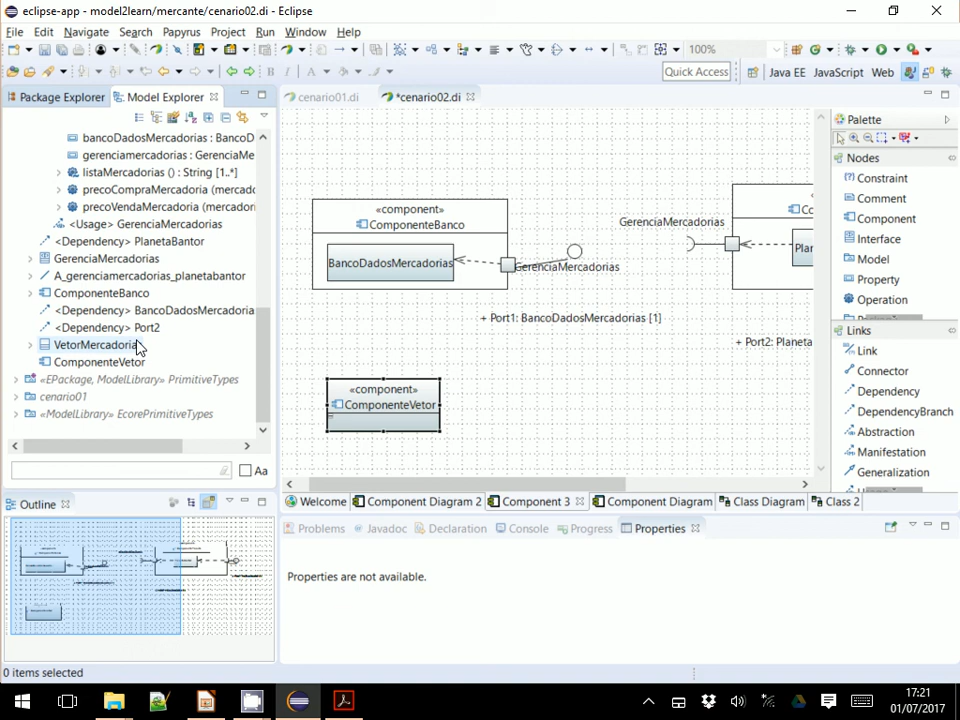 eclipse-app - model2learn/mercante/cenario02.di - Eclipse
File Edit Navigate Search Papyrus Project Run Window Help
100%
Quick Access Java EE JavaScript Web
Package Explorer Model Explorer
cenario01.di *cenario02.di
bancoDadosMercadorias : BancoD
gerenciamercadorias : GerenciaMe
listaMercadorias () : String [1..*]
precoCompraMercadoria (mercado
precoVendaMercadoria (mercador
<Usage> GerenciaMercadorias
<Dependency> PlanetaBantor
GerenciaMercadorias
A_gerenciamercadorias_planetabantor
ComponenteBanco
<Dependency> BancoDadosMercadoria
<Dependency> Port2
VetorMercadoria
ComponenteVetor
«EPackage, ModelLibrary» PrimitiveTypes
cenario01
«ModelLibrary» EcorePrimitiveTypes
Aa
«component»
ComponenteBanco
BancoDadosMercadorias
GerenciaMercadorias
GerenciaMercadorias
Co
Plan
+ Port1: BancoDadosMercadorias [1]
+ Port2: Planeta
«component»
ComponenteVetor
Palette
Nodes
Constraint
Comment
Component
Interface
Model
Property
Operation
Links
Link
Connector
Dependency
DependencyBranch
Abstraction
Manifestation
Generalization
Welcome Component Diagram 2 Component 3 Component Diagram Class Diagram Class 2
Outline
Problems Javadoc Declaration Console Progress Properties
Properties are not available.
0 items selected
17:21
01/07/2017